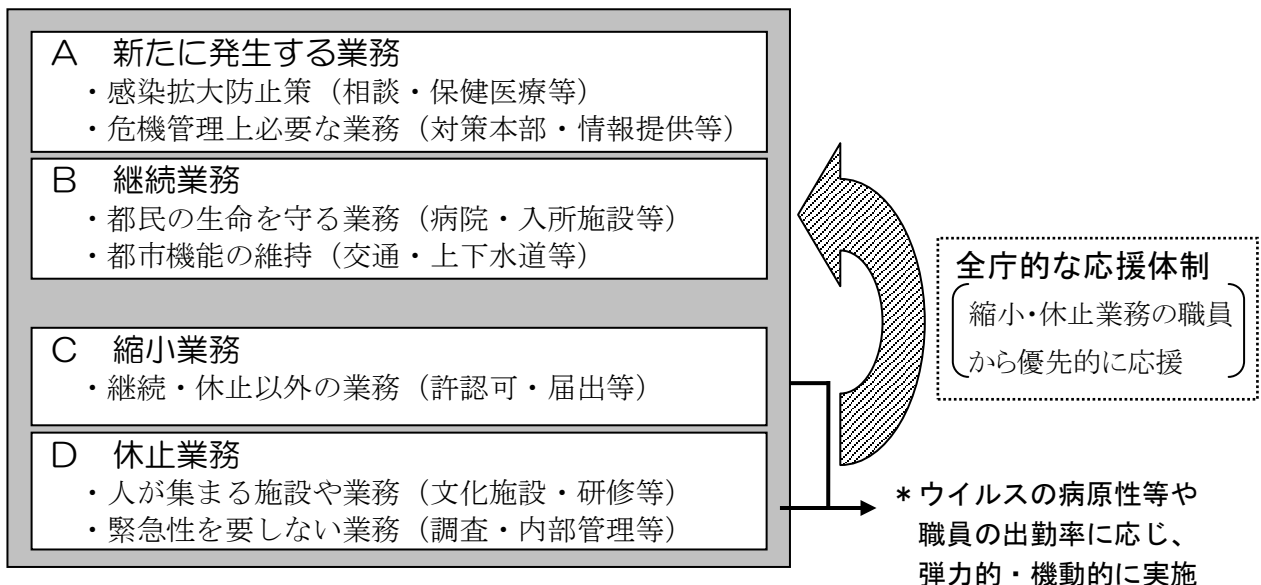 A 新たに発生する業務
・感染拡大防止策(相談・保健医療等)
・危機管理上必要な業務(対策本部・情報提供等)
B 継続業務
・都民の生命を守る業務(病院・入所施設等)
・都市機能の維持(交通・上下水道等)
C 縮小業務
・継続・休止以外の業務(許認可・届出等)
D 休止業務
・人が集まる施設や業務(文化施設・研修等)
・緊急性を要しない業務(調査・内部管理等)
全庁的な応援体制
縮小・休止業務の職員
から優先的に応援
*ウイルスの病原性等や
職員の出勤率に応じ、
弾力的・機動的に実施